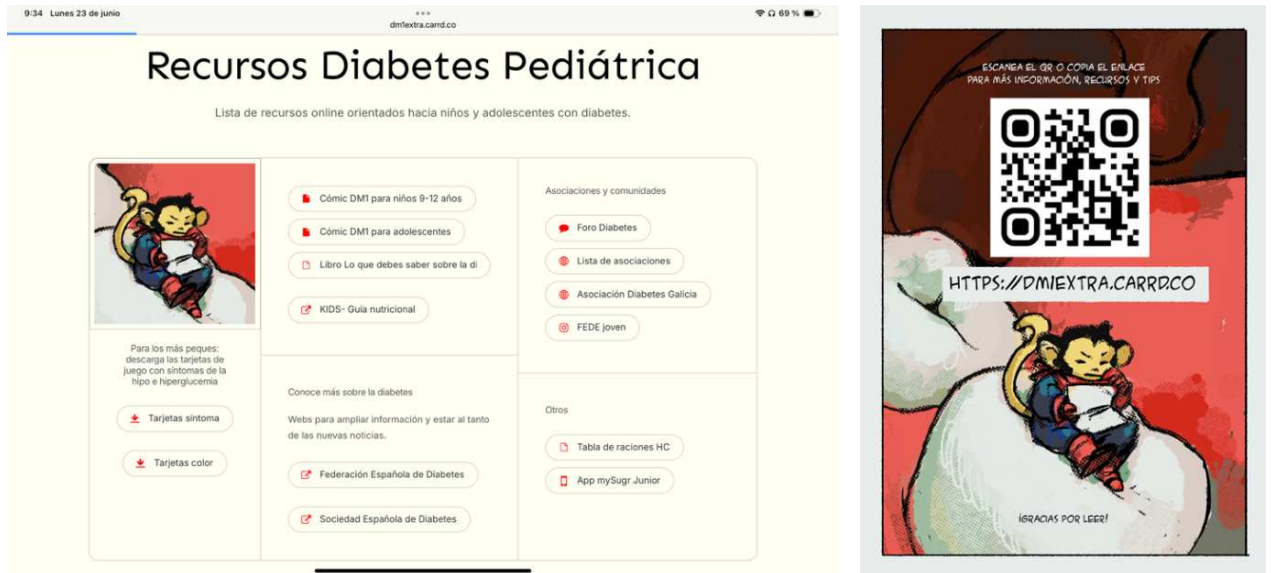 9:34 Lunes 23 de junio
dm1extra.carrd.co
69 %
Recursos Diabetes Pediátrica
Lista de recursos online orientados hacia niños y adolescentes con diabetes.
Para los más peques:
descarga las tarjetas de
juego con síntomas de la
hipo e hiperglucemia
Tarjetas síntoma
Tarjetas color
Cómic DM1 para niños 9-12 años
Cómic DM1 para adolescentes
Libro Lo que debes saber sobre la di
KIDS- Guía nutricional
Conoce más sobre la diabetes
Webs para ampliar información y estar al tanto
de las nuevas noticias.
Federación Española de Diabetes
Sociedad Española de Diabetes
Asociaciones y comunidades
Foro Diabetes
Lista de asociaciones
Asociación Diabetes Galicia
FEDE joven
Otros
Tabla de raciones HC
App mySugr Junior
ESCANEA EL QR O COPIA EL ENLACE
PARA MÁS INFORMACIÓN, RECURSOS Y TIPS
HTTPS://DM1EXTRA.CARRD.CO
¡GRACIAS POR LEER!